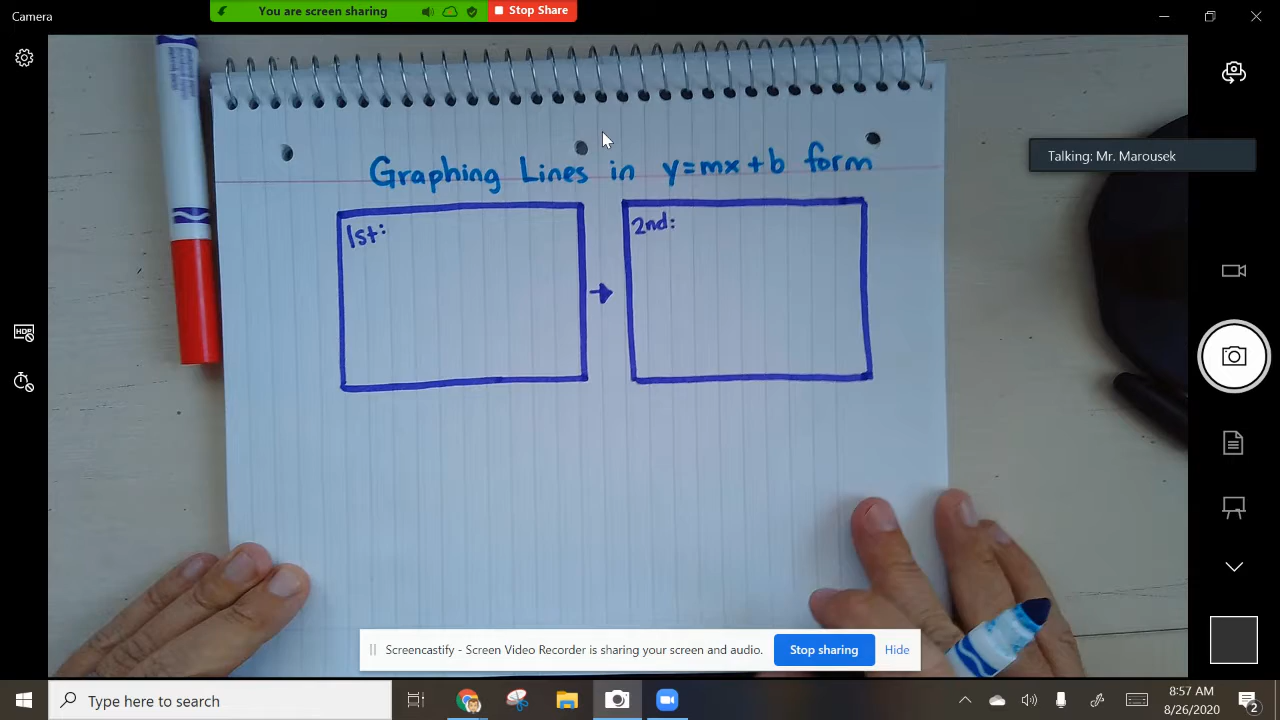 Camera
You are screen sharing
Stop Share
Talking: Mr. Marousek
Graphing Lines in y=mx+b form
1st:
2nd:
Screencastify - Screen Video Recorder is sharing your screen and audio.
Stop sharing
Hide
Type here to search
8:57 AM
8/26/2020
2